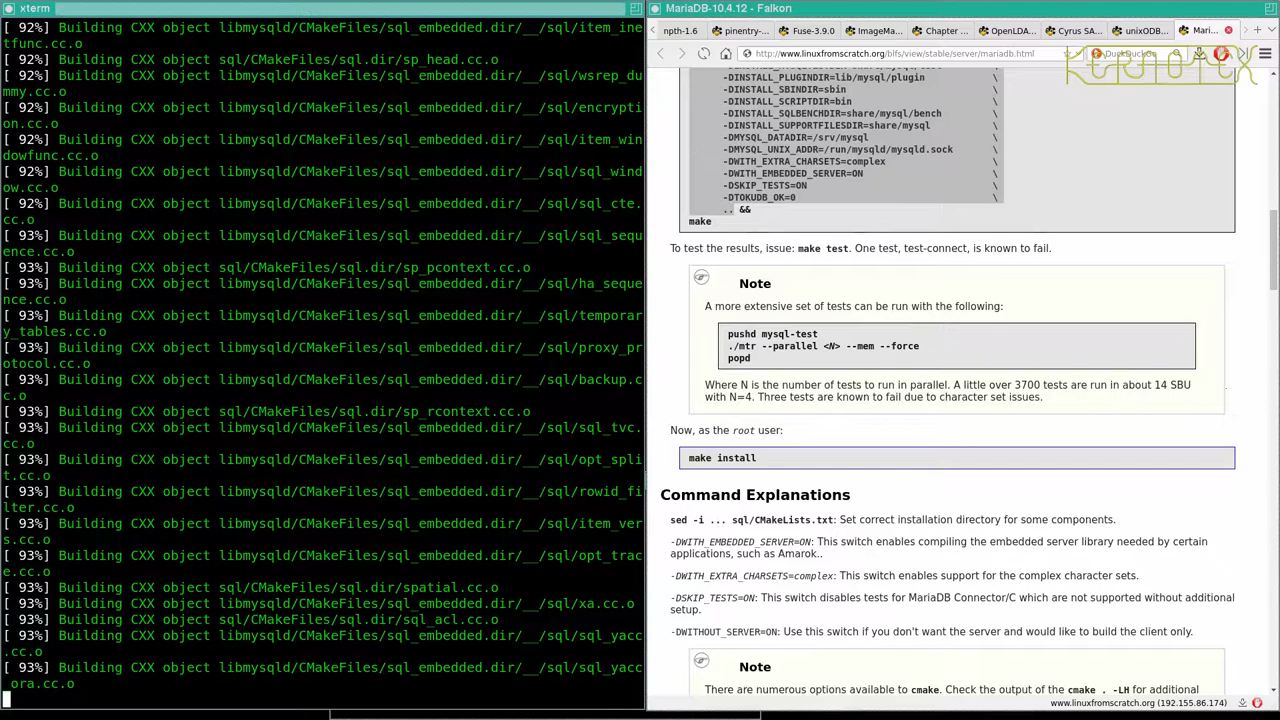 xterm
[ 92%] Building CXX object libmysqld/CMakeFiles/sql_embedded.dir/__/sql/item_ine
tfunc.cc.o
[ 92%] Building CXX object sql/CMakeFiles/sql.dir/sp_head.cc.o
[ 92%] Building CXX object libmysqld/CMakeFiles/sql_embedded.dir/__/sql/wsrep_du
mmy.cc.o
[ 92%] Building CXX object libmysqld/CMakeFiles/sql_embedded.dir/__/sql/encrypti
on.cc.o
[ 92%] Building CXX object libmysqld/CMakeFiles/sql_embedded.dir/__/sql/item_win
dowfunc.cc.o
[ 92%] Building CXX object libmysqld/CMakeFiles/sql_embedded.dir/__/sql/sql_wind
ow.cc.o
[ 92%] Building CXX object libmysqld/CMakeFiles/sql_embedded.dir/__/sql/sql_cte.
cc.o
[ 93%] Building CXX object libmysqld/CMakeFiles/sql_embedded.dir/__/sql/sql_sequ
ence.cc.o
[ 93%] Building CXX object sql/CMakeFiles/sql.dir/sp_pcontext.cc.o
[ 93%] Building CXX object libmysqld/CMakeFiles/sql_embedded.dir/__/sql/ha_seque
nce.cc.o
[ 93%] Building CXX object libmysqld/CMakeFiles/sql_embedded.dir/__/sql/temporar
y_tables.cc.o
[ 93%] Building CXX object libmysqld/CMakeFiles/sql_embedded.dir/__/sql/proxy_pr
otocol.cc.o
[ 93%] Building CXX object libmysqld/CMakeFiles/sql_embedded.dir/__/sql/backup.c
c.o
[ 93%] Building CXX object sql/CMakeFiles/sql.dir/sp_rcontext.cc.o
[ 93%] Building CXX object libmysqld/CMakeFiles/sql_embedded.dir/__/sql/sql_tvc.
cc.o
[ 93%] Building CXX object libmysqld/CMakeFiles/sql_embedded.dir/__/sql/opt_spli
t.cc.o
[ 93%] Building CXX object libmysqld/CMakeFiles/sql_embedded.dir/__/sql/rowid_fi
lter.cc.o
[ 93%] Building CXX object libmysqld/CMakeFiles/sql_embedded.dir/__/sql/item_ver
s.cc.o
[ 93%] Building CXX object libmysqld/CMakeFiles/sql_embedded.dir/__/sql/opt_trac
e.cc.o
[ 93%] Building CXX object sql/CMakeFiles/sql.dir/spatial.cc.o
[ 93%] Building CXX object libmysqld/CMakeFiles/sql_embedded.dir/__/sql/xa.cc.o
[ 93%] Building CXX object sql/CMakeFiles/sql.dir/sql_acl.cc.o
[ 93%] Building CXX object libmysqld/CMakeFiles/sql_embedded.dir/__/sql/sql_yacc
.cc.o
[ 93%] Building CXX object libmysqld/CMakeFiles/sql_embedded.dir/__/sql/sql_yacc
_ora.cc.o
MariaDB-10.4.12 - Falkon
npth-1.6 pinentry-... Fuse-3.9.0 ImageMa... Chapter ... OpenLDA... Cyrus SA... unixODB... Mari...
http://www.linuxfromscratch.org/blfs/view/stable/server/mariadb.html
-DINSTALL_PLUGINDIR=lib/mysql/plugin \
-DINSTALL_SBINDIR=sbin \
-DINSTALL_SCRIPTDIR=bin \
-DINSTALL_SQLBENCHDIR=share/mysql/bench \
-DINSTALL_SUPPORTFILESDIR=share/mysql \
-DMYSQL_DATADIR=/srv/mysql \
-DMYSQL_UNIX_ADDR=/run/mysqld/mysqld.sock \
-DWITH_EXTRA_CHARSETS=complex \
-DWITH_EMBEDDED_SERVER=ON \
-DSKIP_TESTS=ON \
-DTOKUDB_OK=0 \
.. &&
make
To test the results, issue: make test. One test, test-connect, is known to fail.
Note
A more extensive set of tests can be run with the following:
pushd mysql-test
./mtr --parallel <N> --mem --force
popd
Where N is the number of tests to run in parallel. A little over 3700 tests are run in about 14 SBU
with N=4. Three tests are known to fail due to character set issues.
Now, as the root user:
make install
Command Explanations
sed -i ... sql/CMakeLists.txt: Set correct installation directory for some components.
-DWITH_EMBEDDED_SERVER=ON: This switch enables compiling the embedded server library needed by certain
applications, such as Amarok..
-DWITH_EXTRA_CHARSETS=complex: This switch enables support for the complex character sets.
-DSKIP_TESTS=ON: This switch disables tests for MariaDB Connector/C which are not supported without additional
setup.
-DWITHOUT_SERVER=ON: Use this switch if you don't want the server and would like to build the client only.
Note
There are numerous options available to cmake. Check the output of the cmake . -LH for additional
www.linuxfromscratch.org (192.155.86.174)